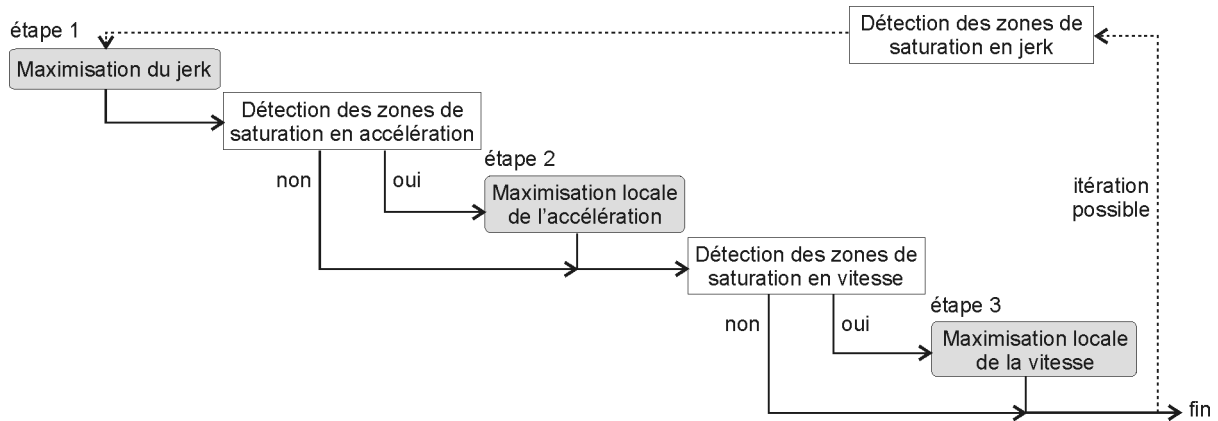 étape 1
Maximisation du jerk
Détection des zones de
saturation en jerk
Détection des zones de
saturation en accélération
non
oui
étape 2
Maximisation locale
de l'accélération
itération
possible
Détection des zones de
saturation en vitesse
non
oui
étape 3
Maximisation locale
de la vitesse
fin